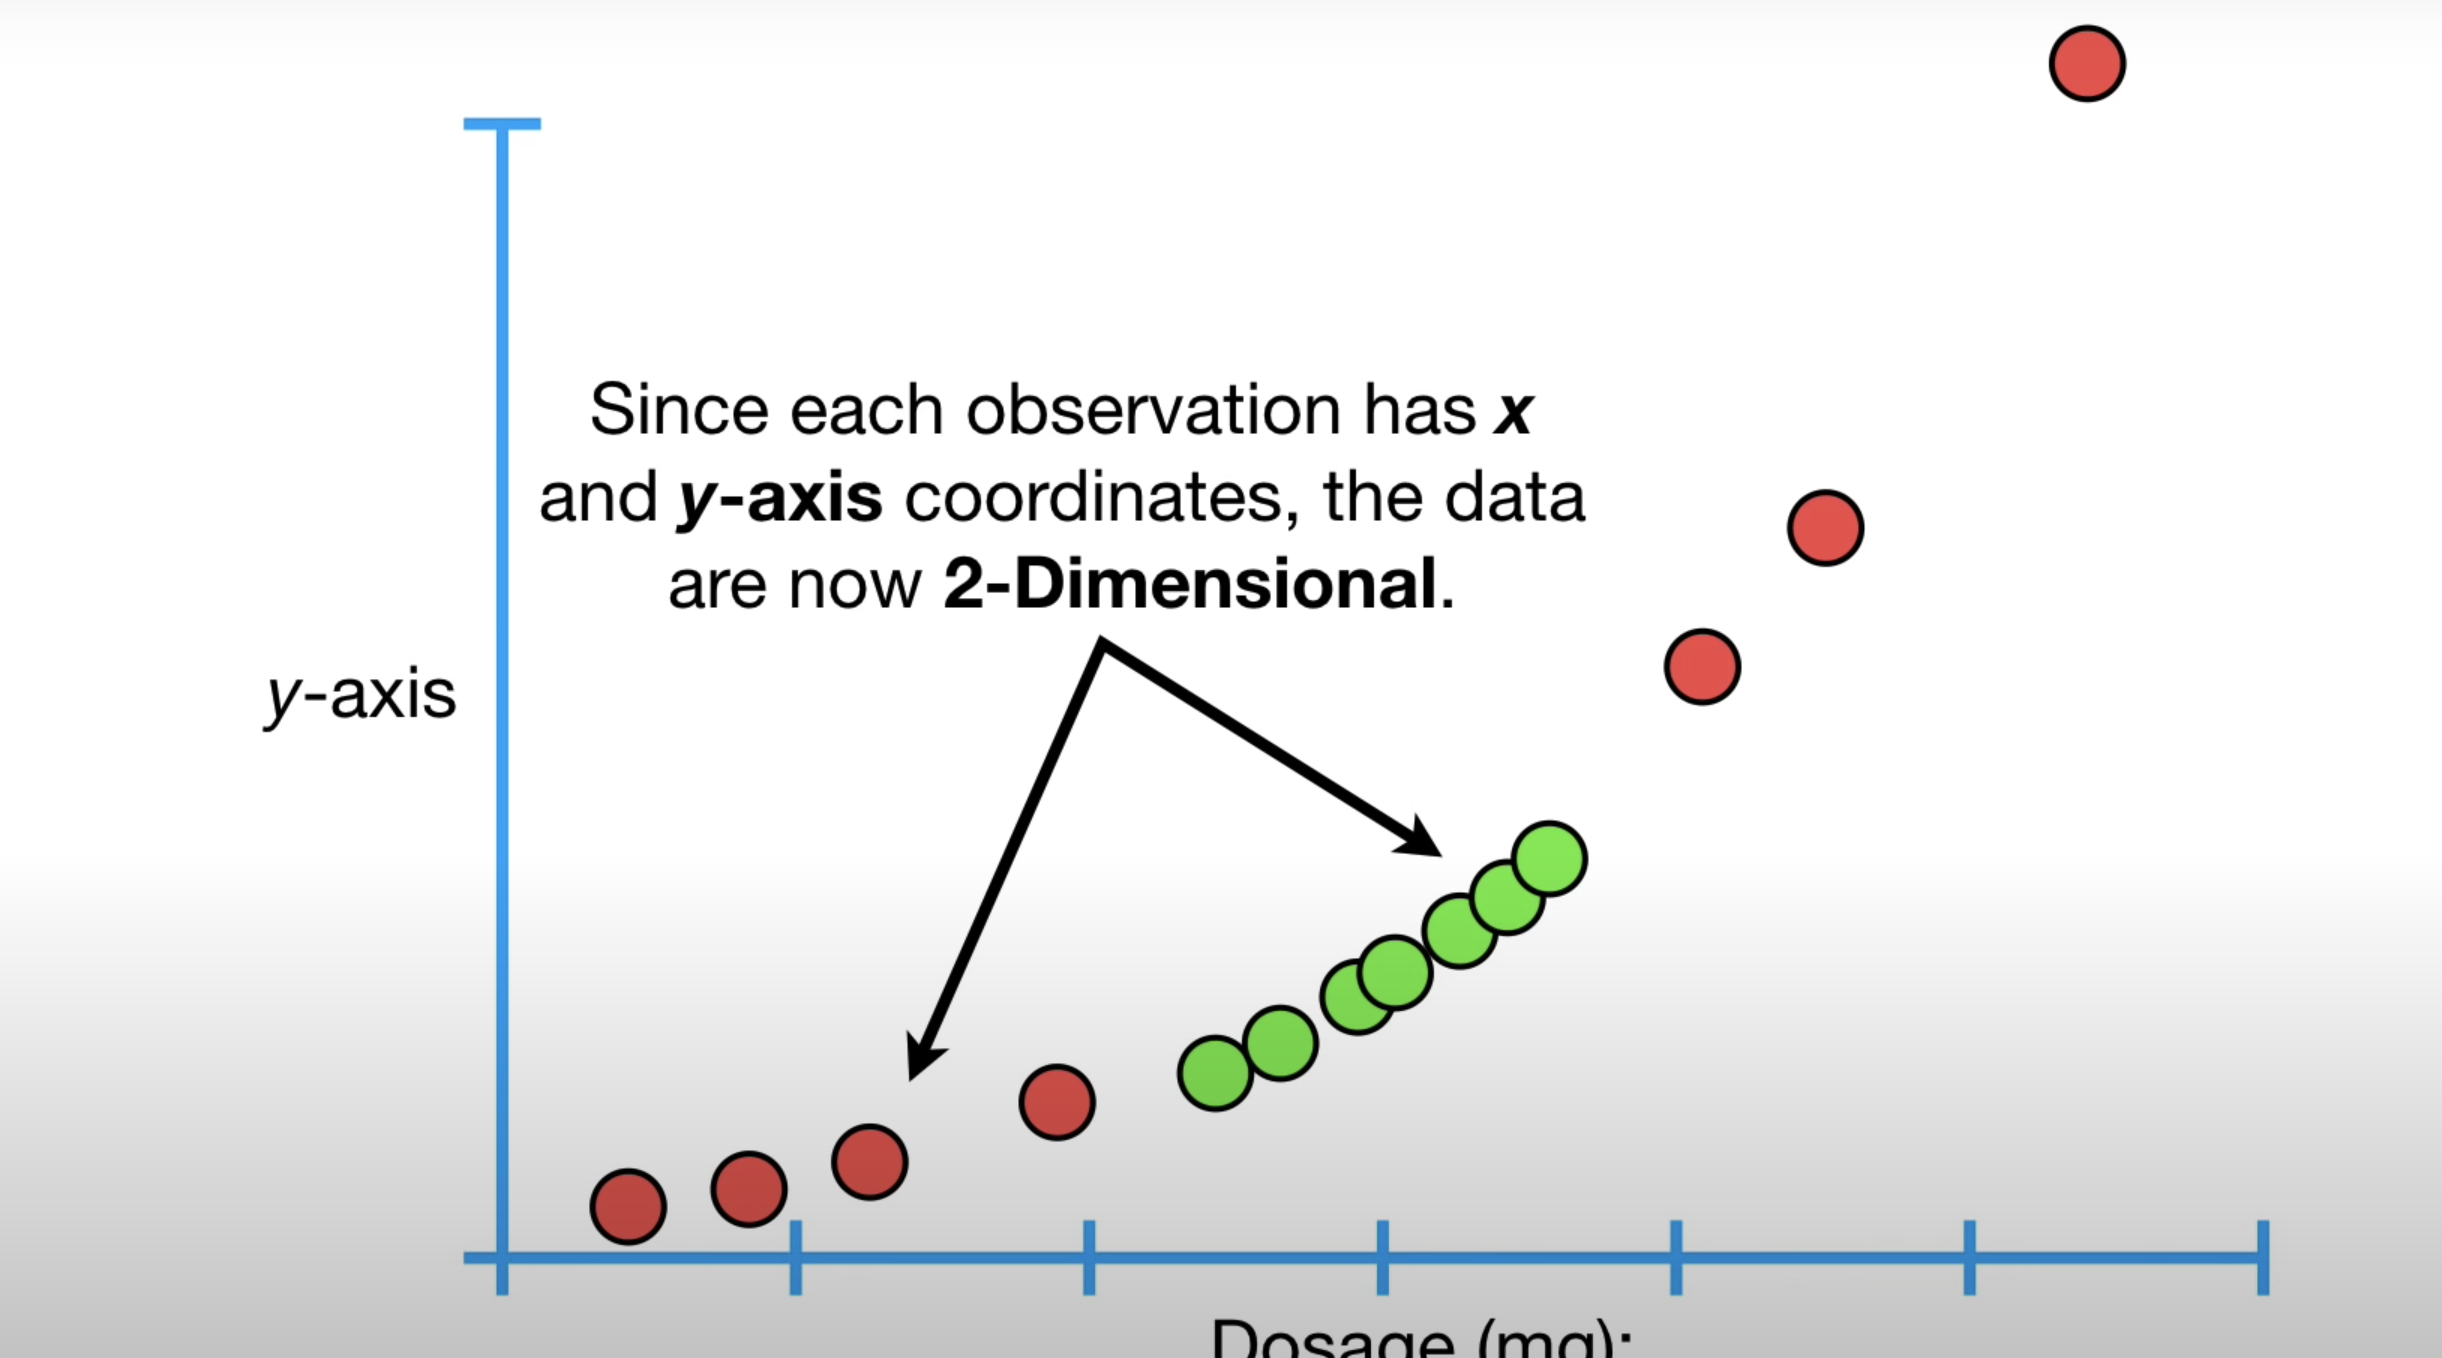 Since each observation has x
and y-axis coordinates, the data
are now 2-Dimensional.
y-axis
Dosage (mg):